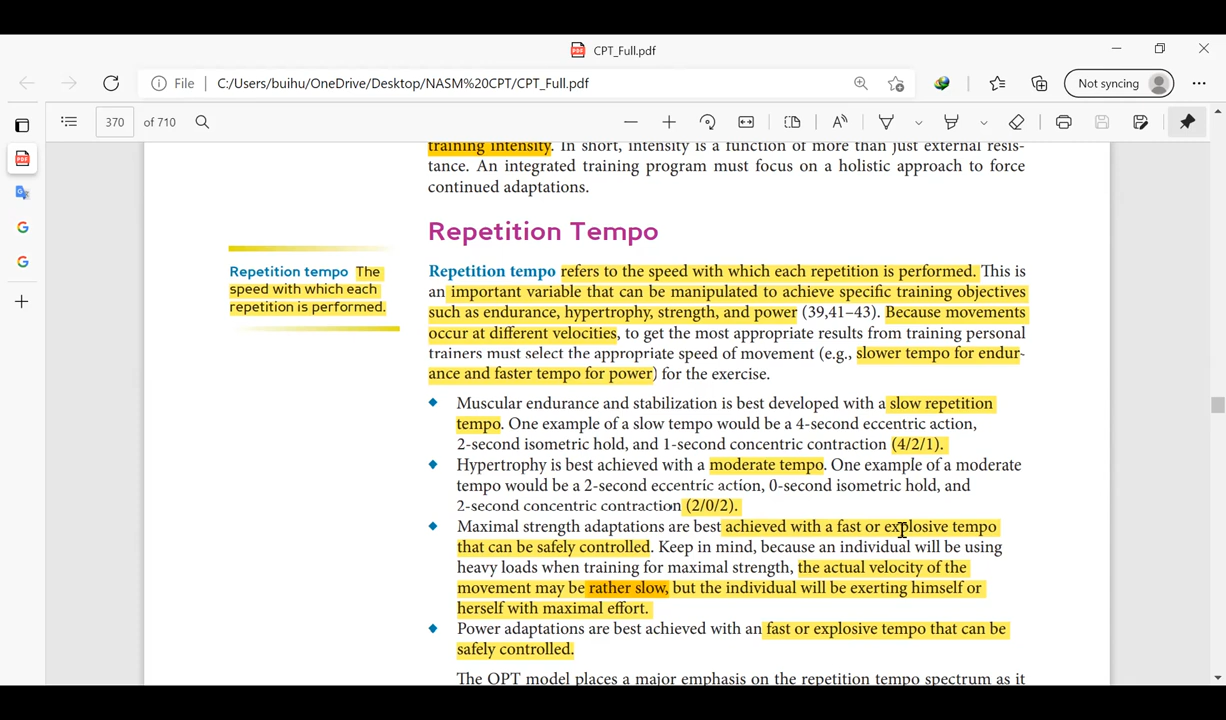 CPT_Full.pdf
File
C:/Users/buihu/OneDrive/Desktop/NASM%20CPT/CPT_Full.pdf
Not syncing
370 of 710
training intensity. In short, intensity is a function of more than just external resis-
tance. An integrated training program must focus on a holistic approach to force
continued adaptations.
Repetition Tempo
Repetition tempo The
speed with which each
repetition is performed.
Repetition tempo refers to the speed with which each repetition is performed. This is
an important variable that can be manipulated to achieve specific training objectives
such as endurance, hypertrophy, strength, and power (39,41–43). Because movements
occur at different velocities, to get the most appropriate results from training personal
trainers must select the appropriate speed of movement (e.g., slower tempo for endur-
ance and faster tempo for power) for the exercise.
◆ Muscular endurance and stabilization is best developed with a slow repetition
tempo. One example of a slow tempo would be a 4-second eccentric action,
2-second isometric hold, and 1-second concentric contraction (4/2/1).
◆ Hypertrophy is best achieved with a moderate tempo. One example of a moderate
tempo would be a 2-second eccentric action, 0-second isometric hold, and
2-second concentric contraction (2/0/2).
◆ Maximal strength adaptations are best achieved with a fast or explosive tempo
that can be safely controlled. Keep in mind, because an individual will be using
heavy loads when training for maximal strength, the actual velocity of the
movement may be rather slow, but the individual will be exerting himself or
herself with maximal effort.
◆ Power adaptations are best achieved with an fast or explosive tempo that can be
safely controlled.
The OPT model places a major emphasis on the repetition tempo spectrum as it